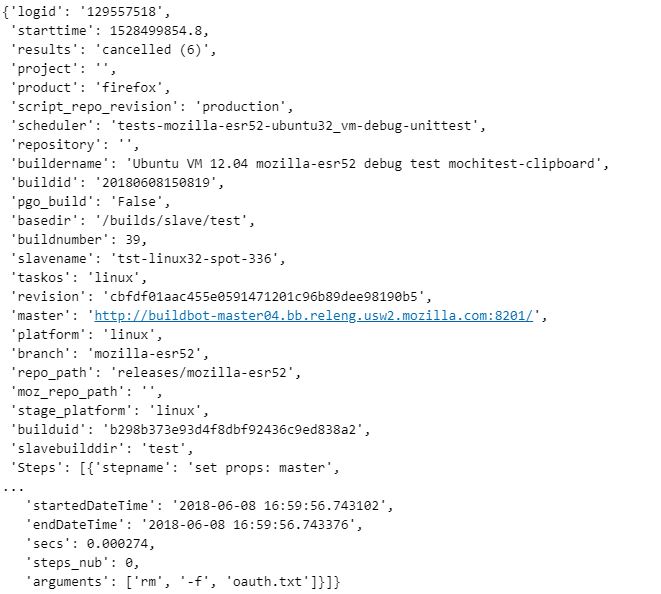 {'logid': '129557518',
'starttime': 1528499854.8,
'results': 'cancelled (6)',
'project': '',
'product': 'firefox',
'script_repo_revision': 'production',
'scheduler': 'tests-mozilla-esr52-ubuntu32_vm-debug-unittest',
'repository': '',
'buildername': 'Ubuntu VM 12.04 mozilla-esr52 debug test mochitest-clipboard',
'buildid': '20180608150819',
'pgo_build': 'False',
'basedir': '/builds/slave/test',
'buildnumber': 39,
'slavename': 'tst-linux32-spot-336',
'taskos': 'linux',
'revision': 'cbfdf01aac455e0591471201c96b89dee98190b5',
'master': 'http://buildbot-master04.bb.releng.usw2.mozilla.com:8201/',
'platform': 'linux',
'branch': 'mozilla-esr52',
'repo_path': 'releases/mozilla-esr52',
'moz_repo_path': '',
'stage_platform': 'linux',
'builduid': 'b298b373e93d4f8dbf92436c9ed838a2',
'slavebuilddir': 'test',
'Steps': [{'stepname': 'set props: master',
...
'startedDateTime': '2018-06-08 16:59:56.743102',
'endDateTime': '2018-06-08 16:59:56.743376',
'secs': 0.000274,
'steps_nub': 0,
'arguments': ['rm', '-f', 'oauth.txt']}]}